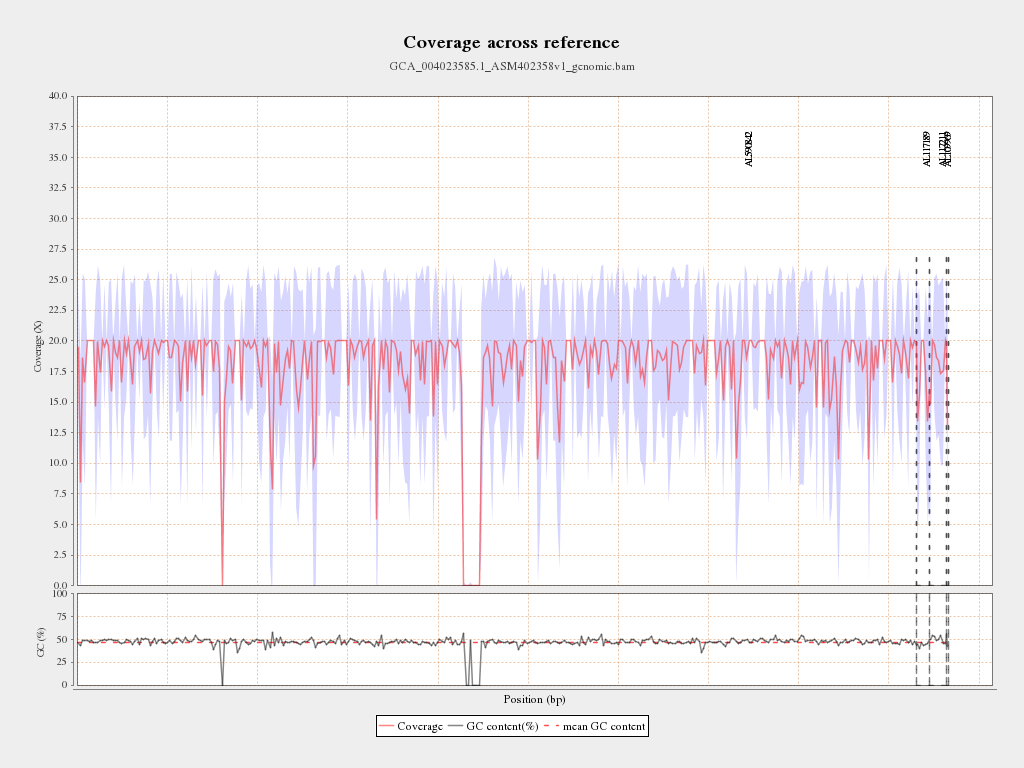 Coverage across reference
GCA_004023585.1_ASM402358v1_genomic.bam
40.0
37.5
35.0
32.5
30.0
27.5
25.0
22.5
20.0
17.5
15.0
12.5
10.0
7.5
5.0
2.5
0.0
Coverage (X)
AL590842
AL117189
AL117211
AL109969
100
75
50
25
0
GC (%)
Position (bp)
Coverage GC content(%) mean GC content